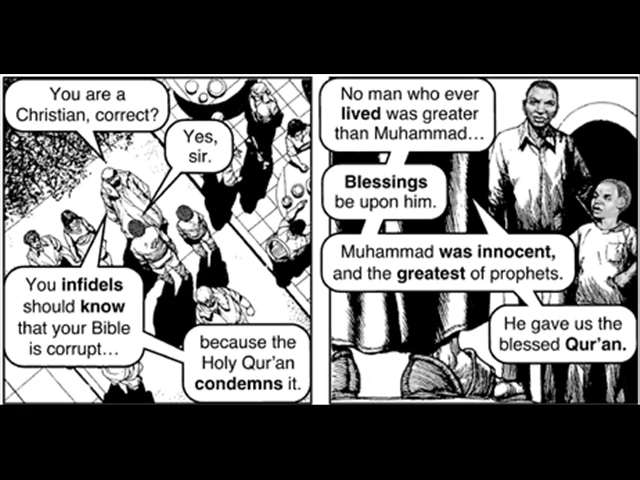 You are a
Christian, correct?
Yes,
sir.
You infidels
should know
that your Bible
is corrupt...
because the
Holy Qur'an
condemns it.
No man who ever
lived was greater
than Muhammad...
Blessings
be upon him.
Muhammad was innocent,
and the greatest of prophets.
He gave us the
blessed Qur'an.